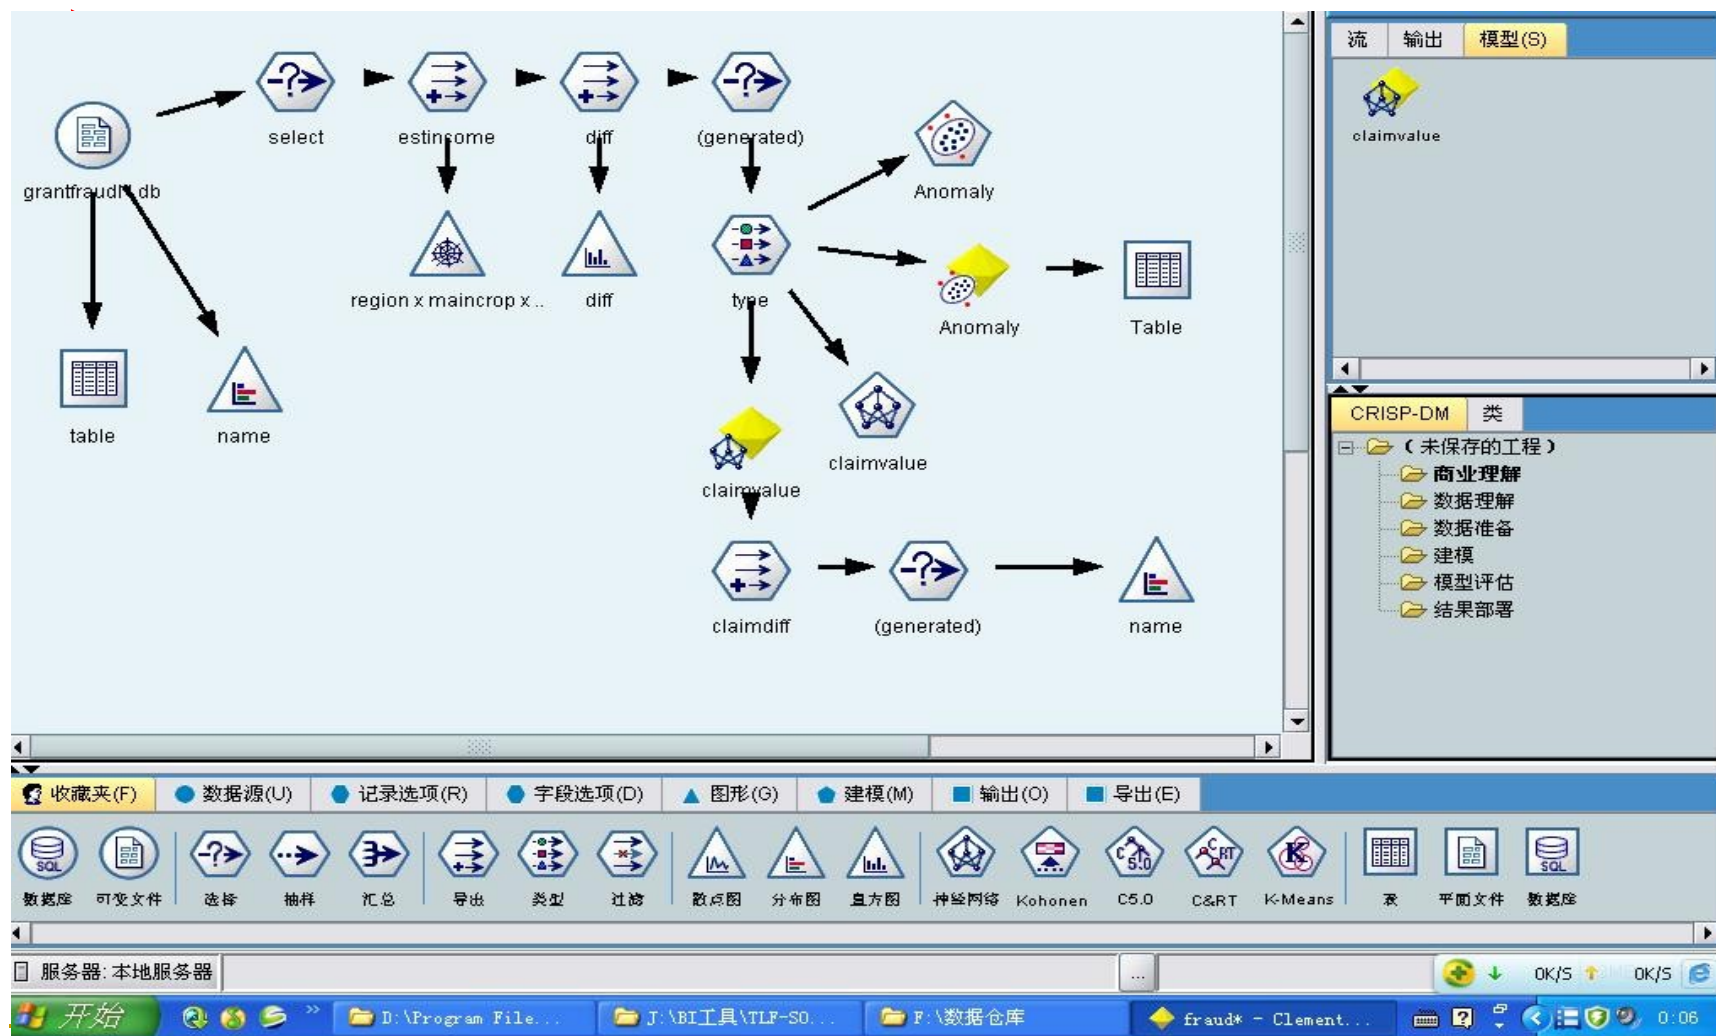 select
estincome
diff
(generated)
Anomaly
grantfraudN.db
region x maincrop x ..
diff
type
Anomaly
Table
table
name
claimvalue
claimvalue
claimdiff
(generated)
name
流
输出
模型(S)
claimvalue
CRISP-DM
类
(未保存的工程)
商业理解
数据理解
数据准备
建模
模型评估
结果部署
收藏夹(F)
数据源(U)
记录选项(R)
字段选项(D)
图形(G)
建模(M)
输出(O)
导出(E)
SQL
C5.0
C&RT
K
SQL
数据库
可变文件
选择
抽样
汇总
导出
类型
过滤
散点图
分布图
直方图
神经网络
Kohonen
C5.0
C&RT
K-Means
表
平面文件
数据库
服务器:本地服务器
...
0K/S
0K/S
开始
D:\Program File...
J:\BI工具\TLF-SO...
F:\数据仓库
fraud* - Clement...
0:06